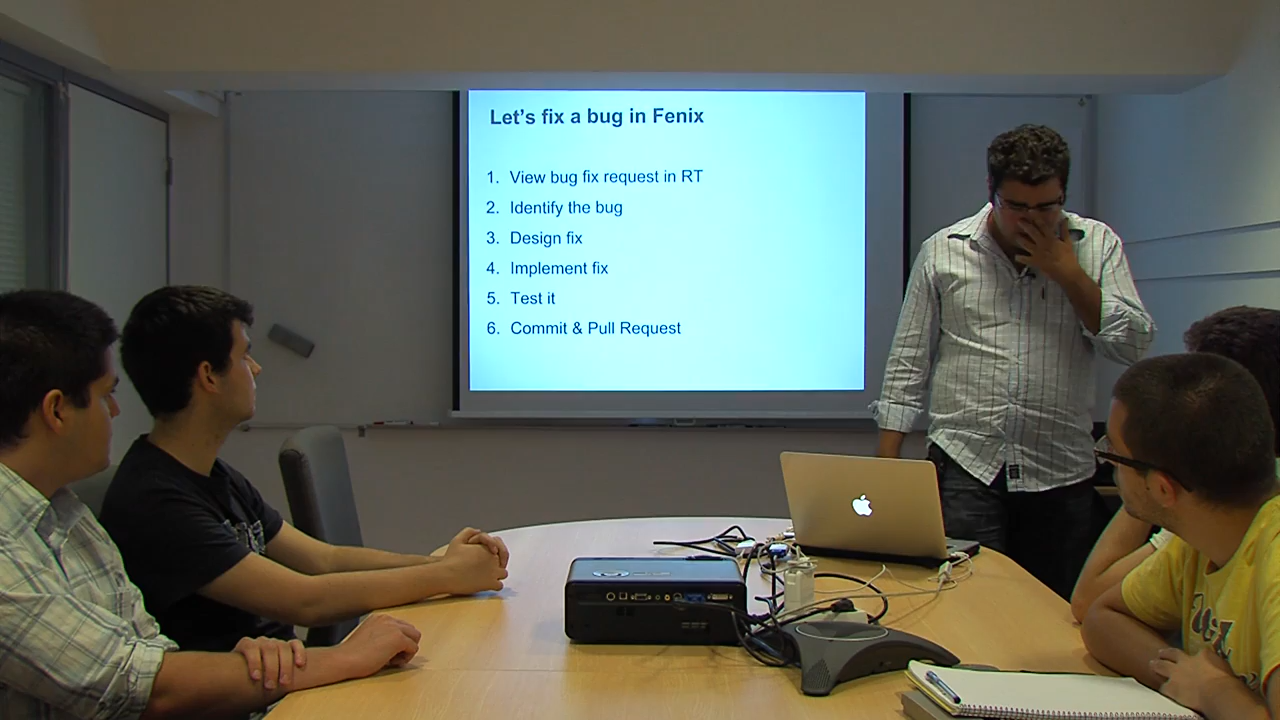 Let's fix a bug in Fenix
1. View bug fix request in RT
2. Identify the bug
3. Design fix
4. Implement fix
5. Test it
6. Commit & Pull Request